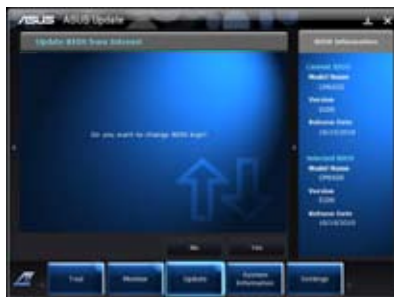 ASUS ASUS Update
Update BIOS from Internet
Do you want to change BIOS logo?
No
Yes
BIOS Information
Current BIOS
Model Name
Version
Release Date
Selected BIOS
Model Name
Version
Release Date
Tool
Monitor
Update
System
Information
Settings